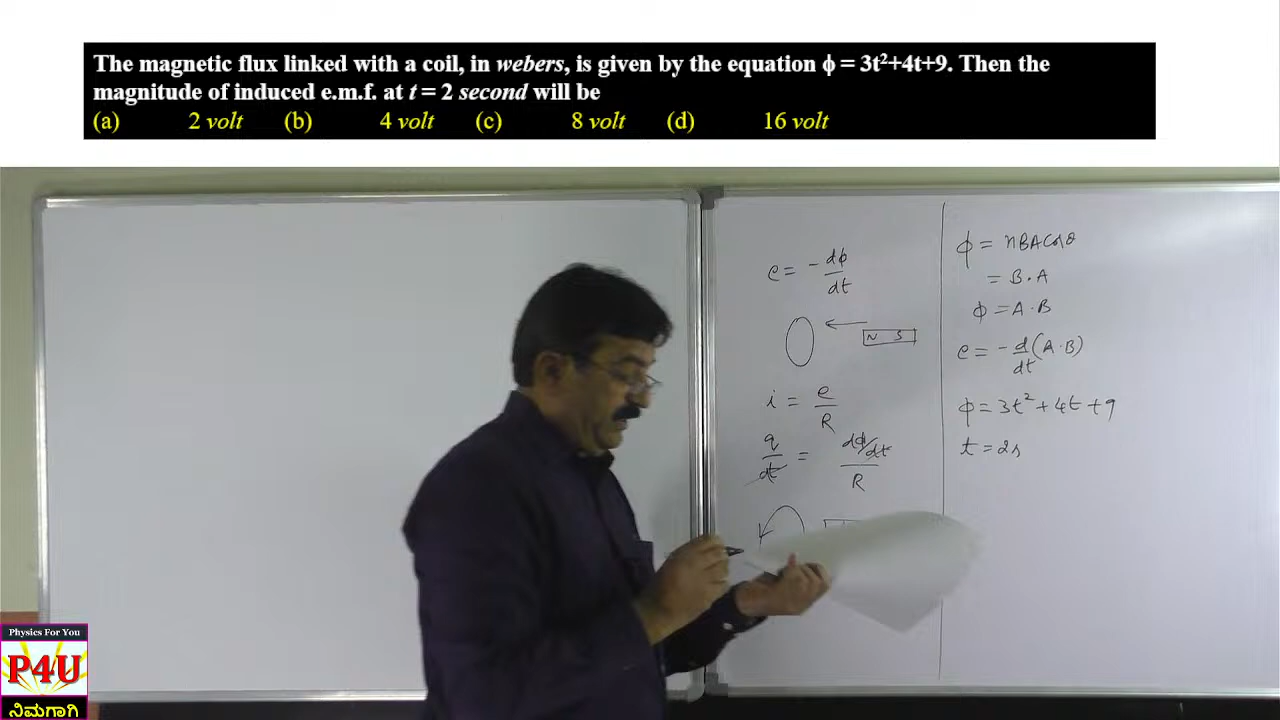 The magnetic flux linked with a coil, in webers, is given by the equation ϕ = 3t²+4t+9. Then the
magnitude of induced e.m.f. at t = 2 second will be
(a) 2 volt (b) 4 volt (c) 8 volt (d) 16 volt
e = - dϕ/dt
N S
i = e/R
q/dt = dϕ/dt / R
ϕ = nBA cosθ
= B·A
ϕ = A·B
e = - d/dt (A·B)
ϕ = 3t² + 4t + 9
t = 2s
Physics For You
P4U
ನಿಮಗಾಗಿ